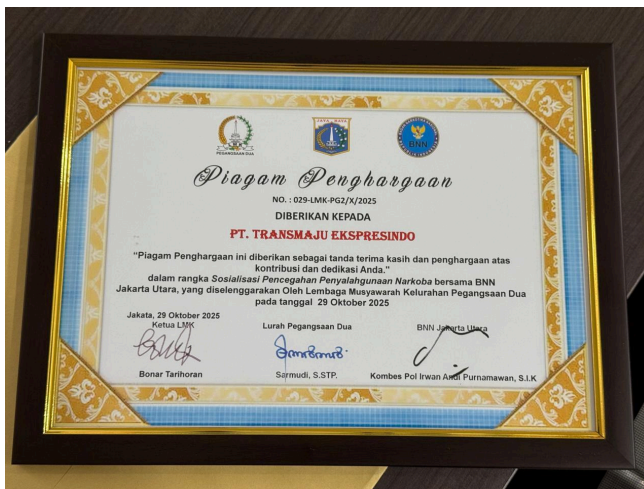 PEGANGSAAN DUA
JAYA RAYA
BNN
Piagam Penghargaan
NO. : 029-LMK-PG2/X/2025
DIBERIKAN KEPADA
PT. TRANSMAJU EKSPRESINDO
“Piagam Penghargaan ini diberikan sebagai tanda terima kasih dan penghargaan atas
kontribusi dan dedikasi Anda.”
dalam rangka Sosialisasi Pencegahan Penyalahgunaan Narkoba bersama BNN
Jakarta Utara, yang diselenggarakan Oleh Lembaga Musyawarah Kelurahan Pegangsaan Dua
pada tanggal 29 Oktober 2025
Jakata, 29 Oktober 2025
Ketua LMK
Lurah Pegangsaan Dua
BNN Jakarta Utara
Bonar Tarihoran
Sarmudi, S.STP.
Kombes Pol Irwan Andi Purnamawan, S.I.K